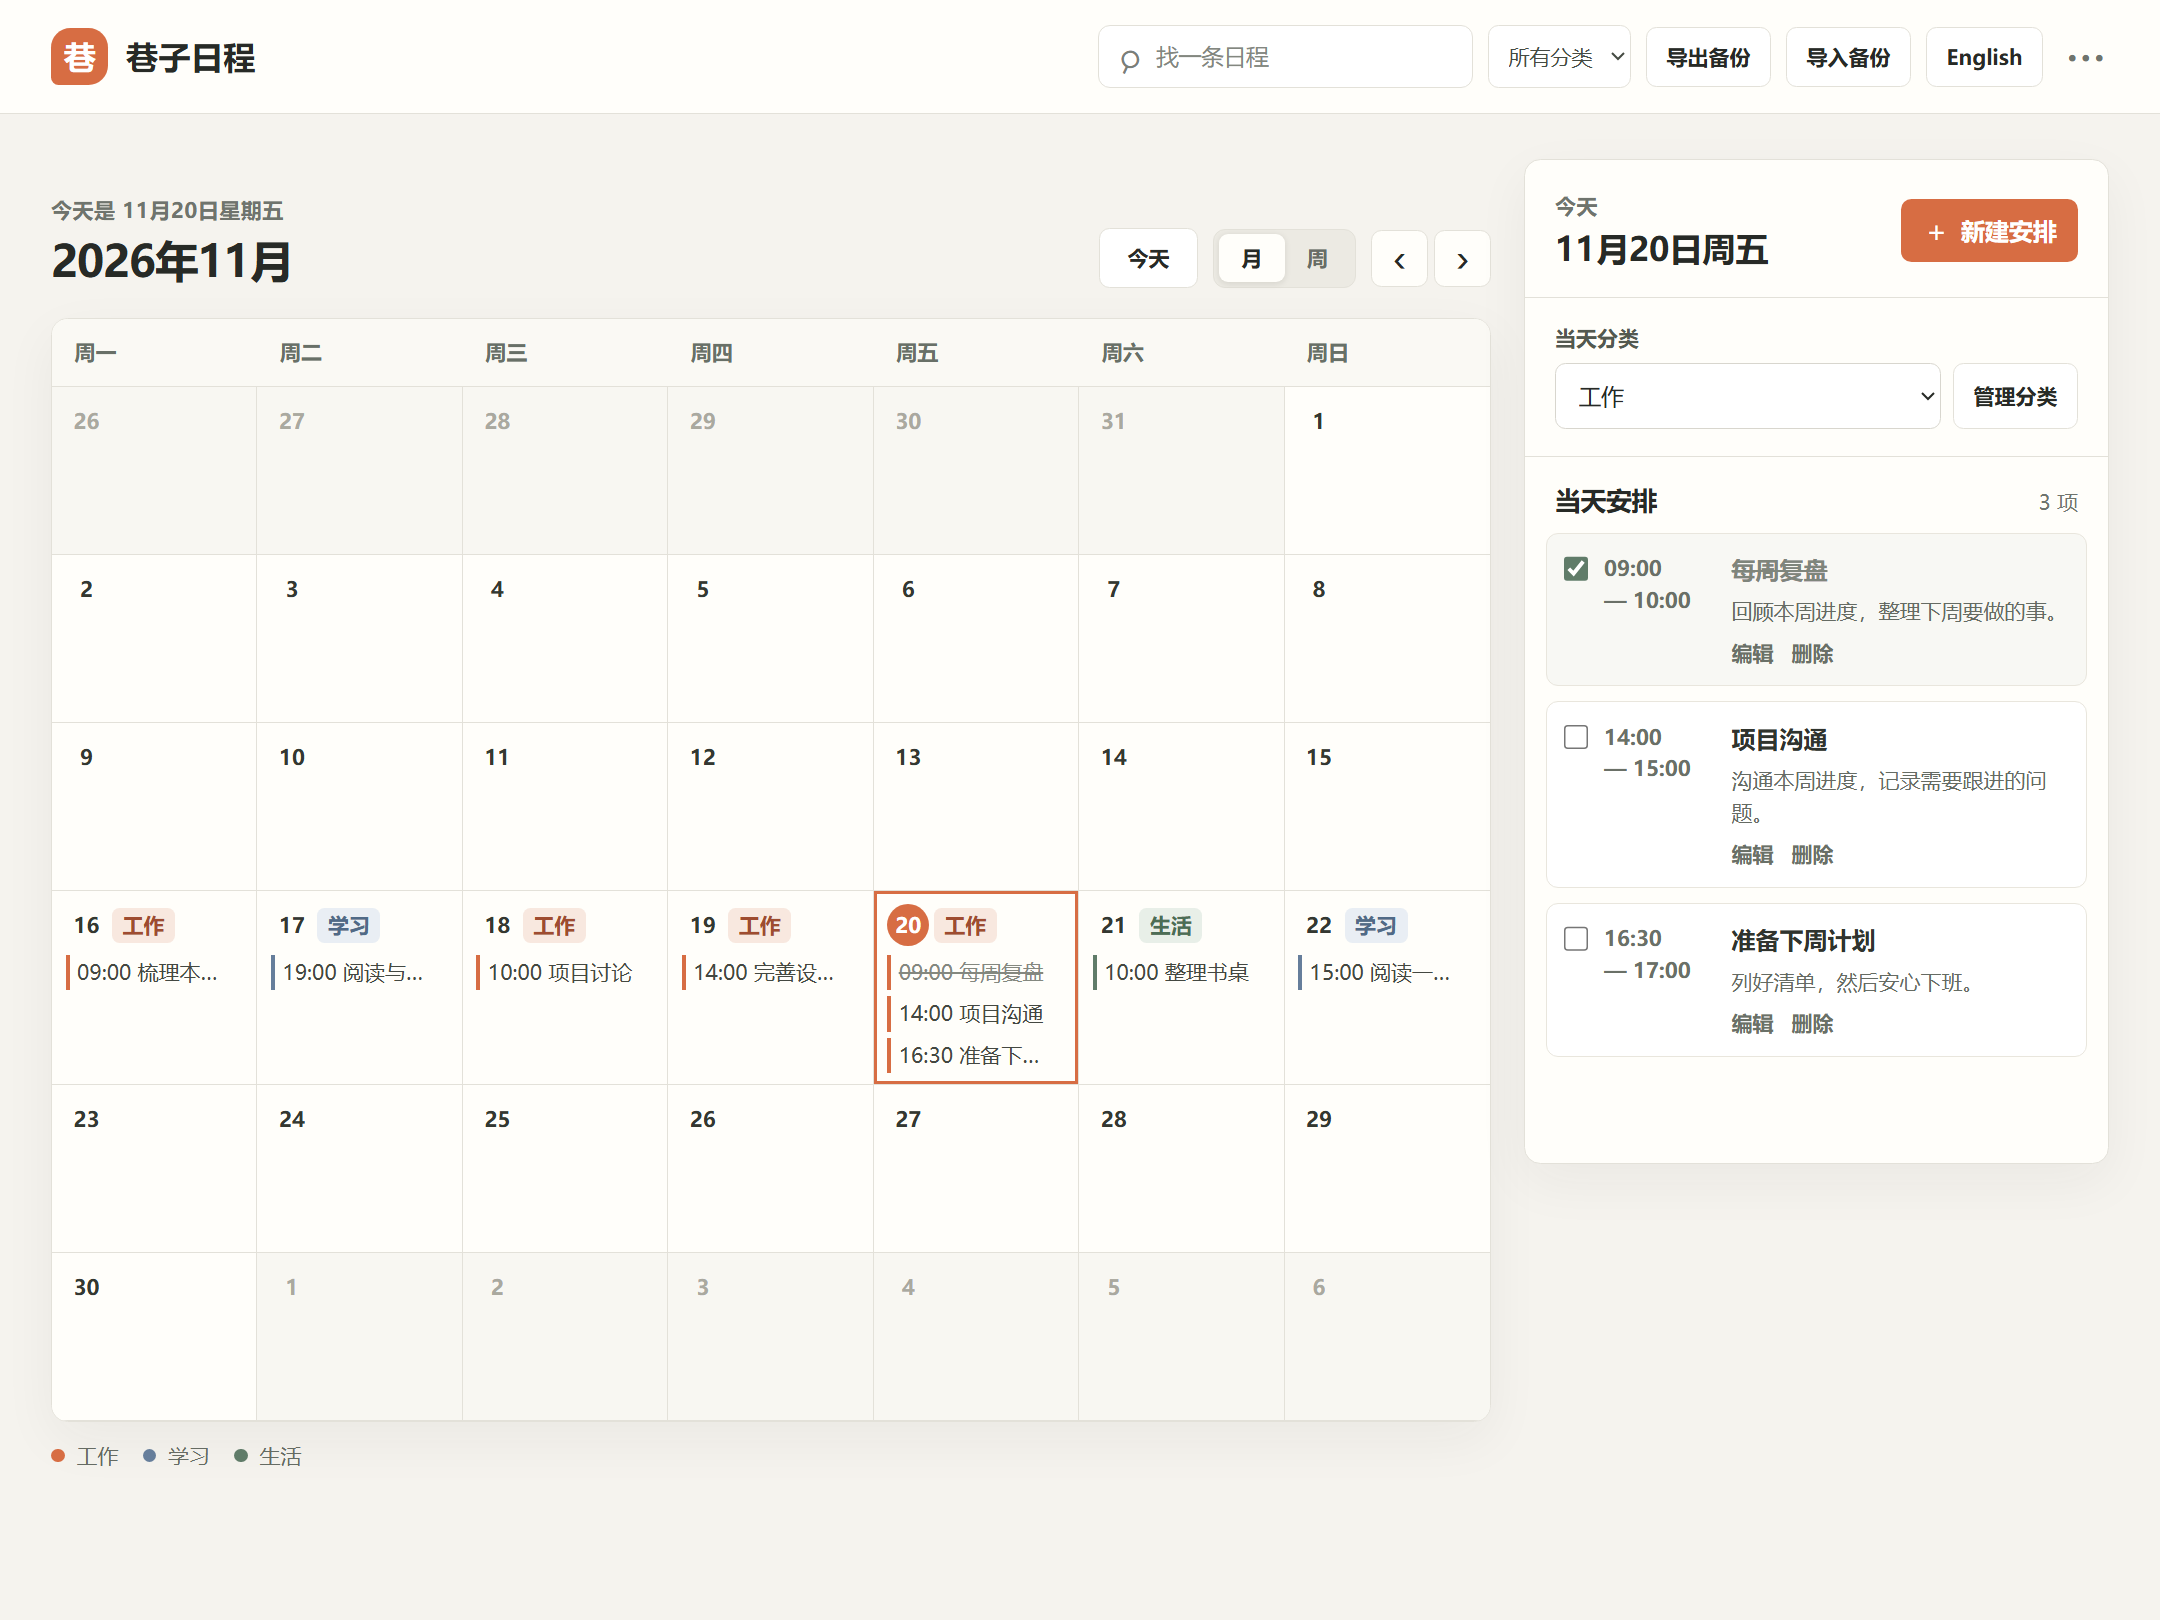 巷 巷子日程
找一条日程 所有分类 导出备份 导入备份 English
今天是 11月20日星期五
2026年11月
今天 月 周
周一 周二 周三 周四 周五 周六 周日
26 27 28 29 30 31 1
2 3 4 5 6 7 8
9 10 11 12 13 14 15
16 工作 17 学习 18 工作 19 工作 20 工作 21 生活 22 学习
09:00 梳理本... 19:00 阅读与... 10:00 项目讨论 14:00 完善设... 09:00 每周复盘 10:00 整理书桌 15:00 阅读一...
14:00 项目沟通
16:30 准备下...
23 24 25 26 27 28 29
30 1 2 3 4 5 6
工作 学习 生活
今天
11月20日周五
+ 新建安排
当天分类
工作 管理分类
当天安排 3 项
09:00 — 10:00
每周复盘
回顾本周进度，整理下周要做的事。
编辑 删除
14:00 — 15:00
项目沟通
沟通本周进度，记录需要跟进的问
题。
编辑 删除
16:30 — 17:00
准备下周计划
列好清单，然后安心下班。
编辑 删除